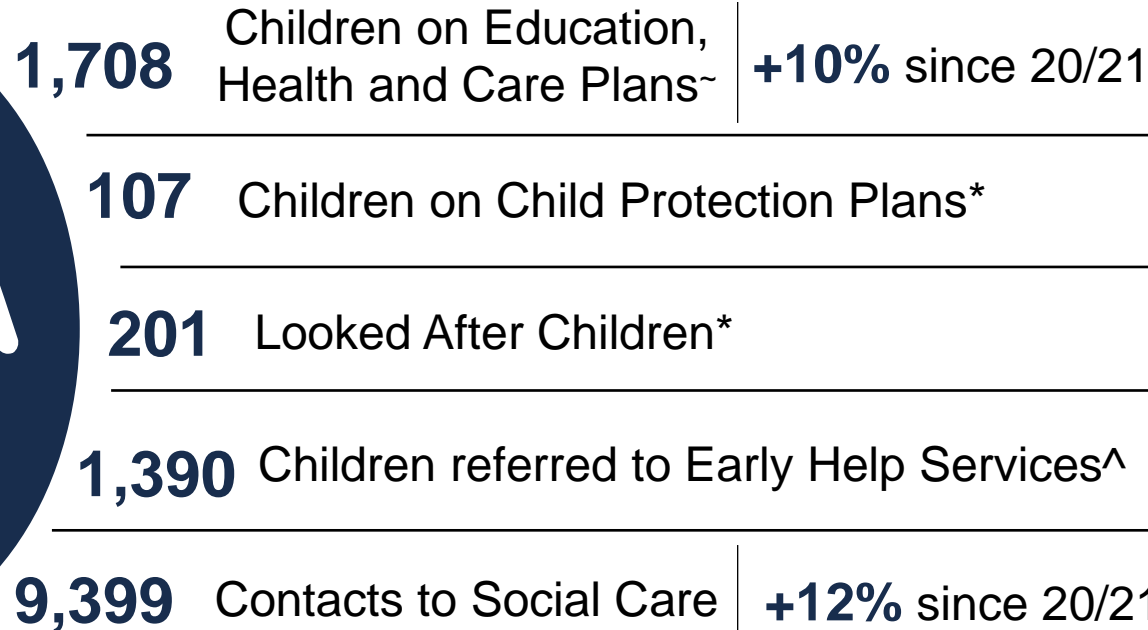 1,708 Children on Education, Health and Care Plans~ +10% since 20/21
107 Children on Child Protection Plans*
201 Looked After Children*
1,390 Children referred to Early Help Services^
9,399 Contacts to Social Care +12% since 20/21